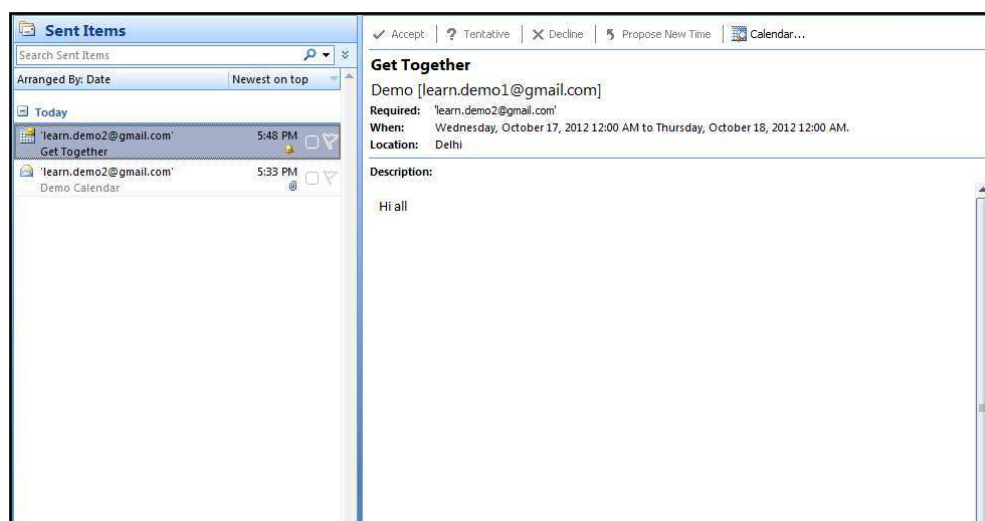 Sent Items
Search Sent Items
Arranged By: Date Newest on top
Today
'learn.demo2@gmail.com' 5:48 PM
Get Together
'learn.demo2@gmail.com' 5:33 PM
Demo Calendar
Accept ? Tentative Decline Propose New Time Calendar...
Get Together
Demo [learn.demo1@gmail.com]
Required: 'learn.demo2@gmail.com'
When: Wednesday, October 17, 2012 12:00 AM to Thursday, October 18, 2012 12:00 AM.
Location: Delhi
Description:
Hi all